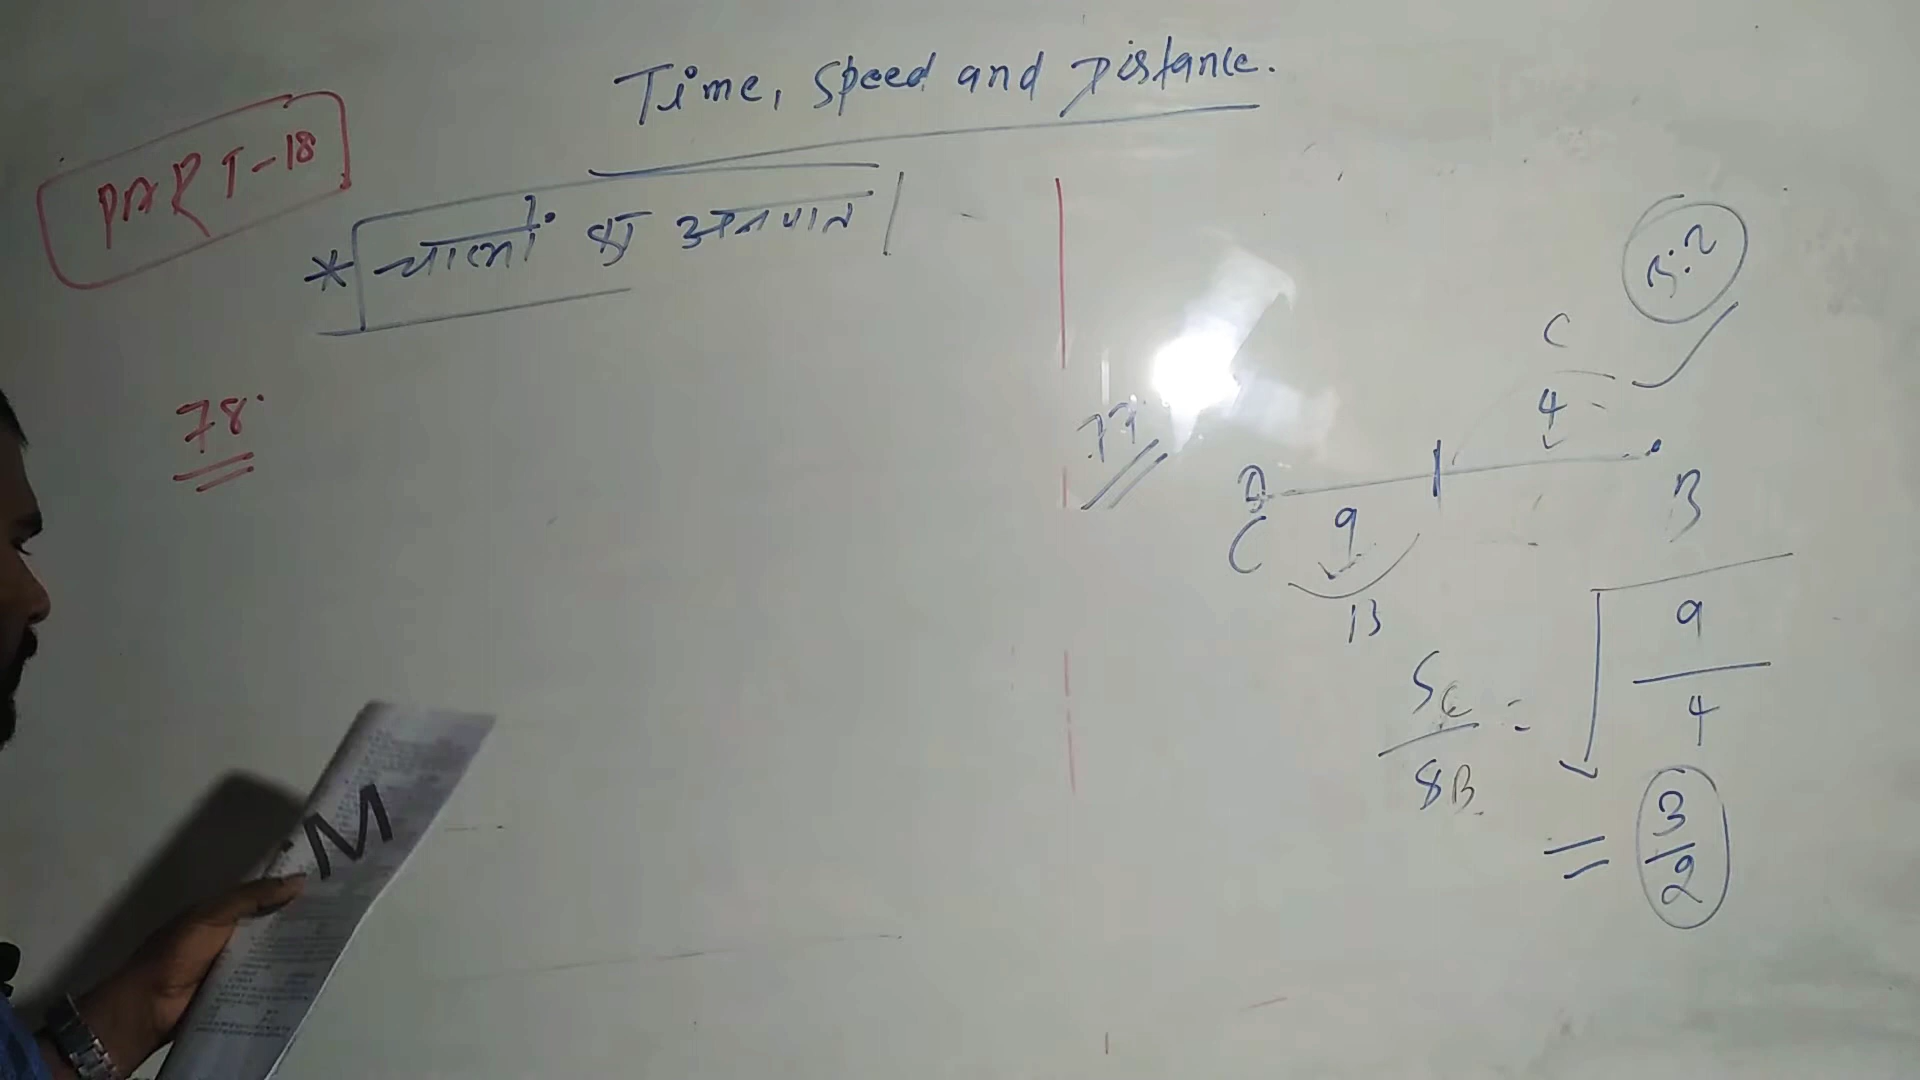 Time, Speed and Distance.
PART-18
* चालों का अनुपात
78.
77.
3:2
C
4
A
B
C
9
B
SC
SB
=
9
4
=
3
2
M